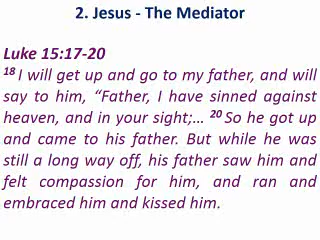 2. Jesus - The Mediator
Luke 15:17-20
18 I will get up and go to my father, and will
say to him, “Father, I have sinned against
heaven, and in your sight;… 20 So he got up
and came to his father. But while he was
still a long way off, his father saw him and
felt compassion for him, and ran and
embraced him and kissed him.